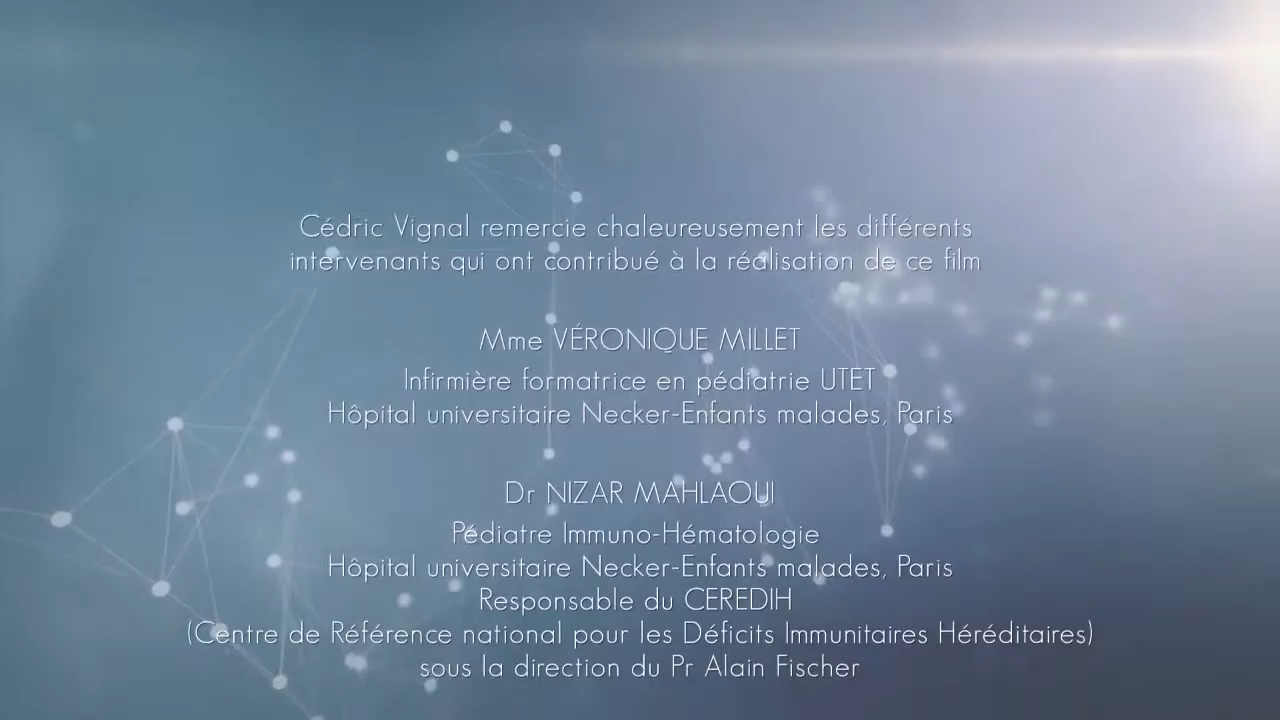 Cédric Vignal remercie chaleureusement les différents
intervenants qui ont contribué à la réalisation de ce film
Mme VÉRONIQUE MILLET
Infirmière formatrice en pédiatrie UTET
Hôpital universitaire Necker-Enfants malades, Paris
Dr NIZAR MAHLAOUI
Pédiatre Immuno-Hématologie
Hôpital universitaire Necker-Enfants malades, Paris
Responsable du CEREDIH
(Centre de Référence national pour les Déficits Immunitaires Héréditaires)
sous la direction du Pr Alain Fischer